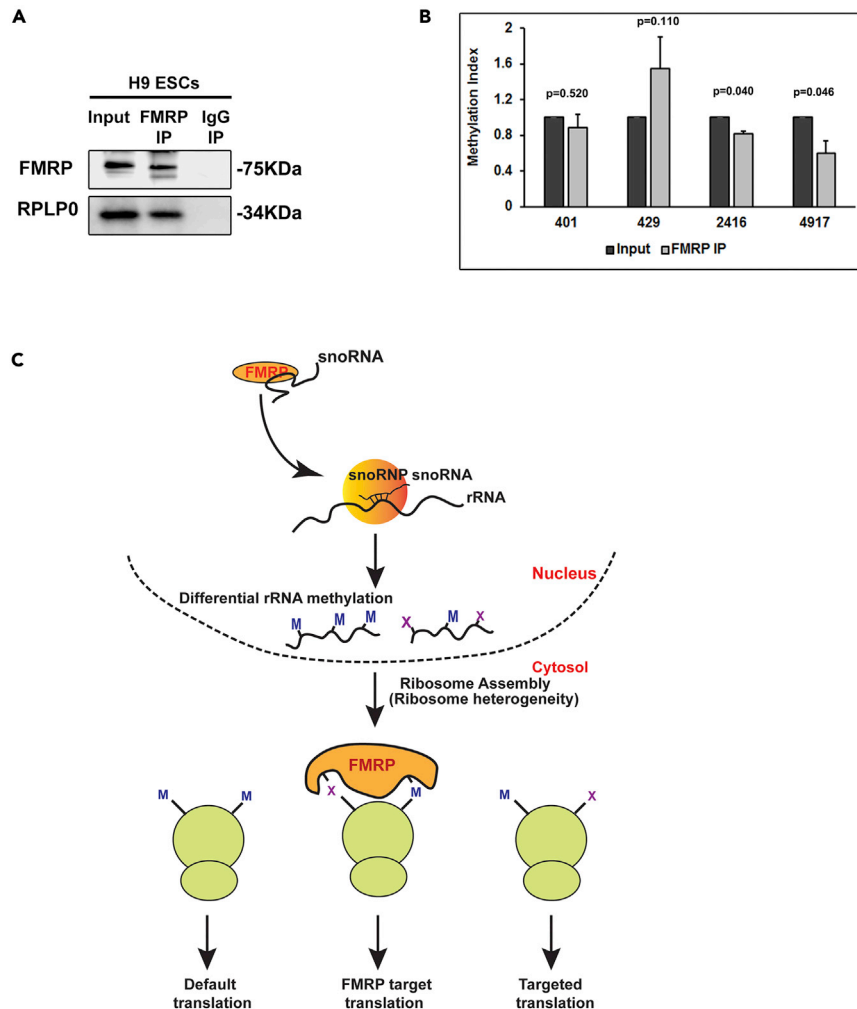 A
H9 ESCs
Input FMRP IP IgG IP
FMRP -75KDa
RPLP0 -34KDa
B
Methylation Index
2
1.6
1.2
0.8
0.4
0
p=0.520
p=0.110
p=0.040
p=0.046
401 429 2416 4917
Input FMRP IP
C
FMRP snoRNA
snoRNP snoRNA
rRNA
Nucleus
Differential rRNA methylation
M M M X M X
Cytosol
Ribosome Assembly
(Ribosome heterogeneity)
FMRP
M M X M M X
Default
translation
FMRP target
translation
Targeted
translation